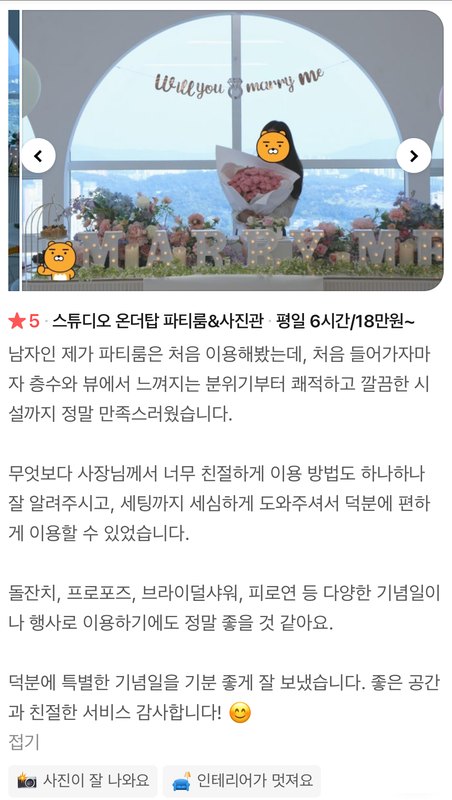 Will you marry me
MARRY ME
5 · 스튜디오 온더탑 파티룸&사진관 · 평일 6시간/18만원~
남자인 제가 파티룸은 처음 이용해봤는데, 처음 들어가자마
자 층수와 뷰에서 느껴지는 분위기부터 쾌적하고 깔끔한 시
설까지 정말 만족스러웠습니다.
무엇보다 사장님께서 너무 친절하게 이용 방법도 하나하나
잘 알려주시고, 세팅까지 세심하게 도와주셔서 덕분에 편하
게 이용할 수 있었습니다.
돌잔치, 프로포즈, 브라이덜샤워, 피로연 등 다양한 기념일이
나 행사로 이용하기에도 정말 좋을 것 같아요.
덕분에 특별한 기념일을 기분 좋게 잘 보냈습니다. 좋은 공간
과 친절한 서비스 감사합니다! 😊
접기
📸 사진이 잘 나와요 🛋️ 인테리어가 멋져요